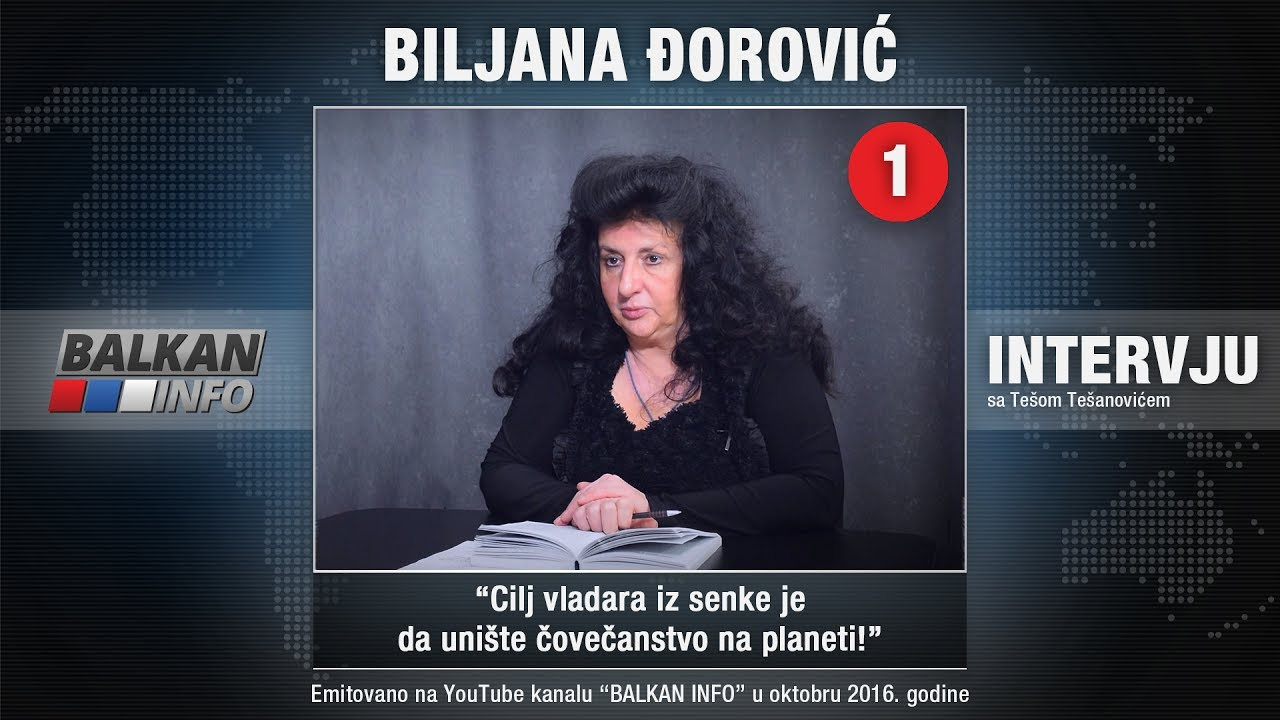 BILJANA ĐOROVIĆ
1
BALKAN
INFO
INTERVJU
sa Tešom Tešanovićem
“Cilj vladara iz senke je
da unište čovečanstvo na planeti!”
Emitovano na YouTube kanalu “BALKAN INFO” u oktobru 2016. godine